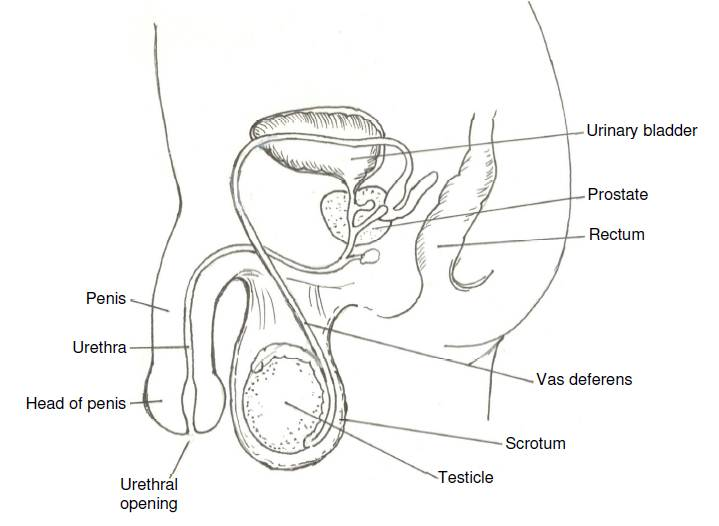 Urinary bladder
Prostate
Rectum
Penis
Urethra
Vas deferens
Head of penis
Scrotum
Testicle
Urethral
opening